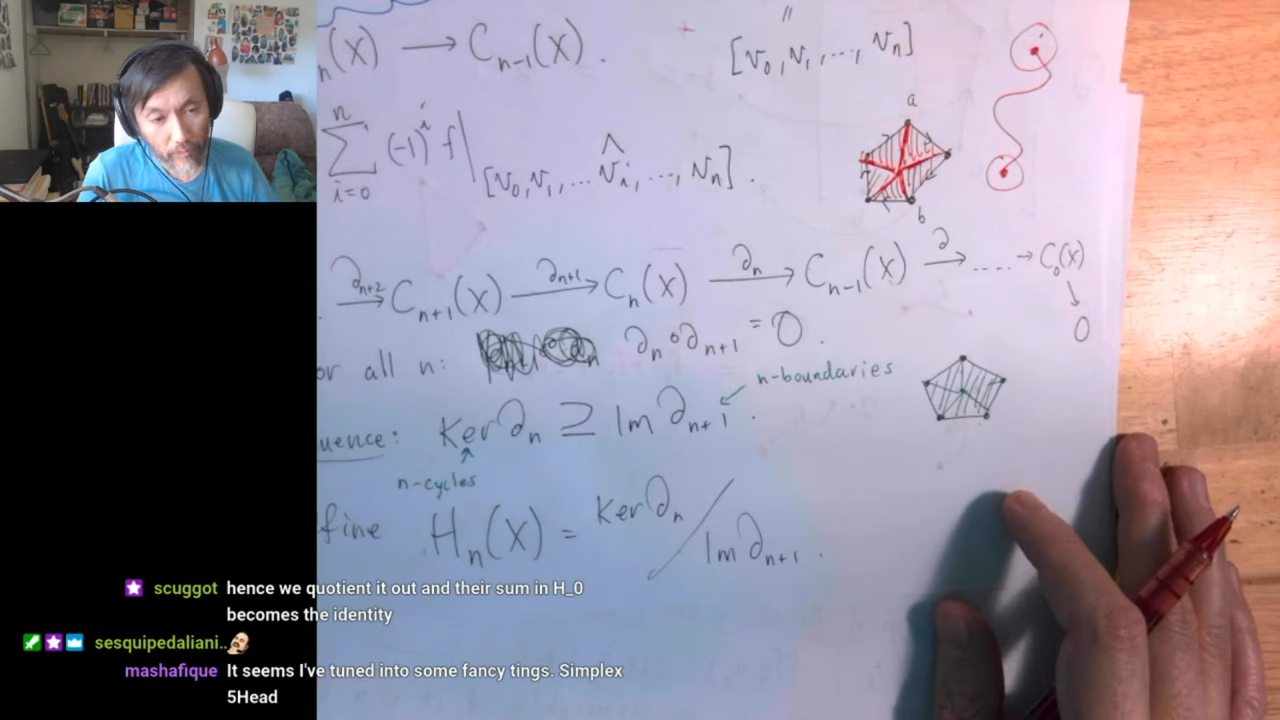 n(X) ⟶ C_{n-1}(X).
"
[v_0, v_1, ..., v_n]
\sum_{i=0}^{n} (-1)^i f|_{[v_0, v_1, ... \hat{v_i}, ..., v_n]}.
a
b
∂_{n+2} → C_{n+1}(X) ∂_{n+1} → C_n(X) ∂_n → C_{n-1}(X) ∂ → .... → C_0(X)
↓
0
or all n: ∂_n ∘ ∂_{n+1} = 0.
n-boundaries
uence: Ker ∂_n ⊇ Im ∂_{n+1}.
n-cycles
fine H_n(X) = Ker ∂_n / Im ∂_{n+1}.
scuggot hence we quotient it out and their sum in H_0
becomes the identity
sesquipedaliani..
mashafique It seems I've tuned into some fancy tings. Simplex
5Head